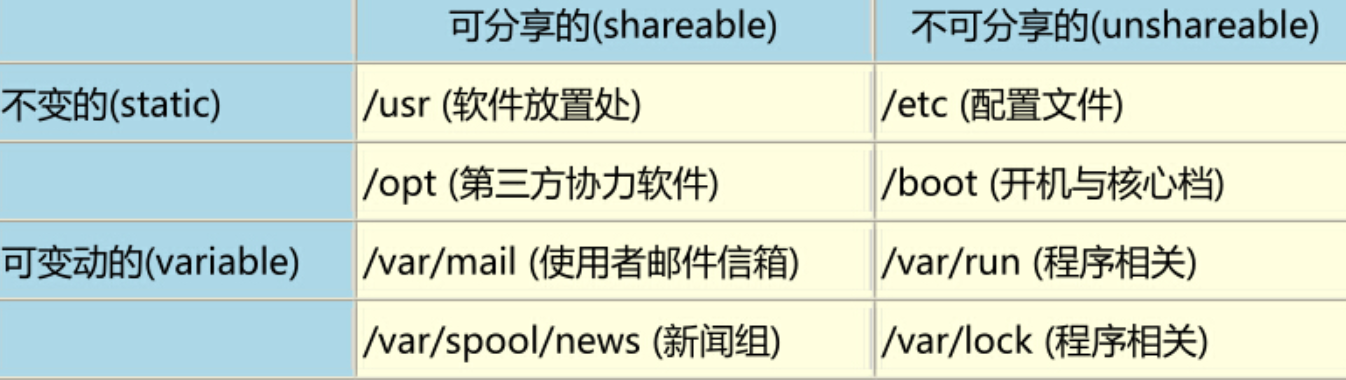 可分享的(shareable) 不可分享的(unshareable)
不变的(static) /usr (软件放置处) /etc (配置文件)
/opt (第三方协力软件) /boot (开机与核心档)
可变动的(variable) /var/mail (使用者邮件信箱) /var/run (程序相关)
/var/spool/news (新闻组) /var/lock (程序相关)